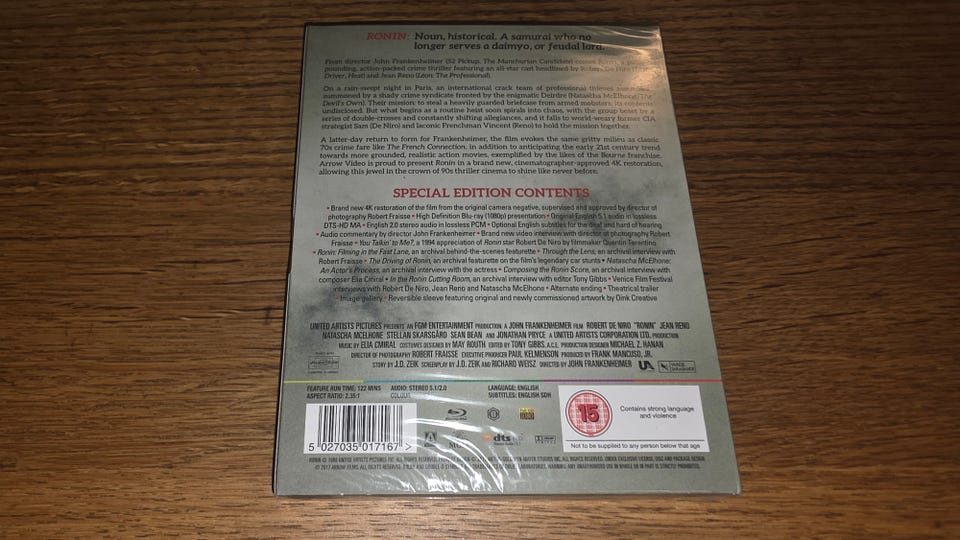 RONIN: Noun, historical. A samurai who no
longer serves a daimyo, or feudal lord.
From director John Frankenheimer (52 Pickup, The Manchurian Candidate) comes Ronin, a
pounding, action-packed crime thriller featuring an all-star cast headlined by Robert De Niro
Driver, Heat) and Jean Reno (Léon: The Professional).
On a rain-swept night in Paris, an international crack team of professional thieves assembles,
summoned by a shady crime syndicate fronted by the enigmatic Deirdre (Natascha McElhone, The
Devil's Own). Their mission: to steal a heavily guarded briefcase from armed mobsters, its contents
undisclosed. But what begins as a routine heist soon spirals into chaos, with the group beset by a
series of double-crosses and constantly shifting allegiances, and it falls to world-weary former CIA
strategist Sam (De Niro) and laconic Frenchman Vincent (Reno) to hold the mission together.
A latter-day return to form for Frankenheimer, the film evokes the same gritty milieu as classic
'70s crime fare like The French Connection, in addition to anticipating the early 21st century trend
towards more grounded, realistic action movies, exemplified by the likes of the Bourne franchise.
Arrow Video is proud to present Ronin in a brand new, cinematographer-approved 4K restoration,
allowing this jewel in the crown of 90s thriller cinema to shine like never before.
SPECIAL EDITION CONTENTS
• Brand new 4K restoration of the film from the original camera negative, supervised and approved by director of
photography Robert Fraisse • High Definition Blu-ray (1080p) presentation • Original English 5.1 audio in lossless
DTS-HD MA • English 2.0 stereo audio in lossless PCM • Optional English subtitles for the deaf and hard of hearing
• Audio commentary by director John Frankenheimer • Brand new video interview with director of photography Robert
Fraisse • You Talkin' to Me?, a 1994 appreciation of Ronin star Robert De Niro by filmmaker Quentin Tarantino
• Ronin: Filming in the Fast Lane, an archival behind-the-scenes featurette • Through the Lens, an archival interview with
Robert Fraisse • The Driving of Ronin, an archival featurette on the film's legendary car stunts • Natascha McElhone:
An Actor's Process, an archival interview with the actress • Composing the Ronin Score, an archival interview with
composer Elia Cmiral • In the Ronin Cutting Room, an archival interview with editor Tony Gibbs • Venice Film Festival
interviews with Robert De Niro, Jean Reno and Natascha McElhone • Alternate ending • Theatrical trailer
• Image gallery • Reversible sleeve featuring original and newly commissioned artwork by Dink Creative
UNITED ARTISTS PICTURES PRESENTS AN FGM ENTERTAINMENT PRODUCTION A JOHN FRANKENHEIMER FILM ROBERT DE NIRO "RONIN" JEAN RENO
NATASCHA MCELHONE STELLAN SKARSGÅRD SEAN BEAN AND JONATHAN PRYCE A UNITED ARTISTS CORPORATION LTD. PRODUCTION
MUSIC BY ELIA CMIRAL COSTUMES DESIGNED BY MAY ROUTH EDITED BY TONY GIBBS, A.C.E. PRODUCTION DESIGNER MICHAEL Z. HANAN
DIRECTOR OF PHOTOGRAPHY ROBERT FRAISSE EXECUTIVE PRODUCER PAUL KELMENSON PRODUCED BY FRANK MANCUSO, JR.
STORY BY J.D. ZEIK SCREENPLAY BY J.D. ZEIK AND RICHARD WEISZ DIRECTED BY JOHN FRANKENHEIMER UA
FEATURE RUN TIME: 122 MINS AUDIO: STEREO 5.1/2.0 LANGUAGE: ENGLISH
ASPECT RATIO: 2.35:1 COLOUR SUBTITLES: ENGLISH SDH
15
Contains strong language
and violence
Not to be supplied to any person below that age
dts
5 027035 017167 >